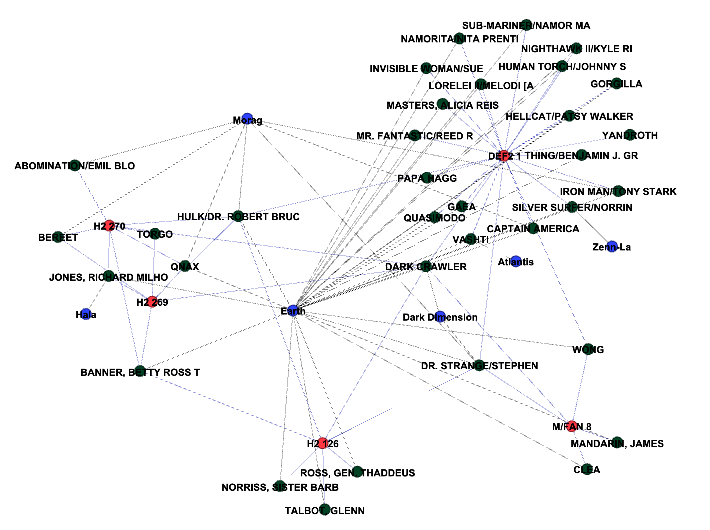 SUB-MARINER/NAMOR MA
NAMORITA/NITA PRENTI
NIGHTHAWK II/KYLE RI
INVISIBLE WOMAN/SUE
HUMAN TORCH/JOHNNY S
LORELEI II/MELODI [A
GORGILLA
MASTERS, ALICIA REIS
HELLCAT/PATSY WALKER
Morag
MR. FANTASTIC/REED R
YANDROTH
DEF2 1
THING/BENJAMIN J. GR
ABOMINATION/EMIL BLO
PAPA HAGG
IRON MAN/TONY STARK
GAEA
SILVER SURFER/NORRIN
HULK/DR. ROBERT BRUC
QUASIMODO
H2 270
CAPTAIN AMERICA
BEREET
TORGO
VASHTI
Zenn-La
QNAX
DARK CRAWLER
Atlantis
JONES, RICHARD MILHO
H2 269
Hala
Earth
Dark Dimension
WONG
DR. STRANGE/STEPHEN
BANNER, BETTY ROSS T
M/FAN 8
H2 126
MANDARIN, JAMES
ROSS, GEN. THADDEUS
CLEA
NORRISS, SISTER BARB
TALBOT, GLENN